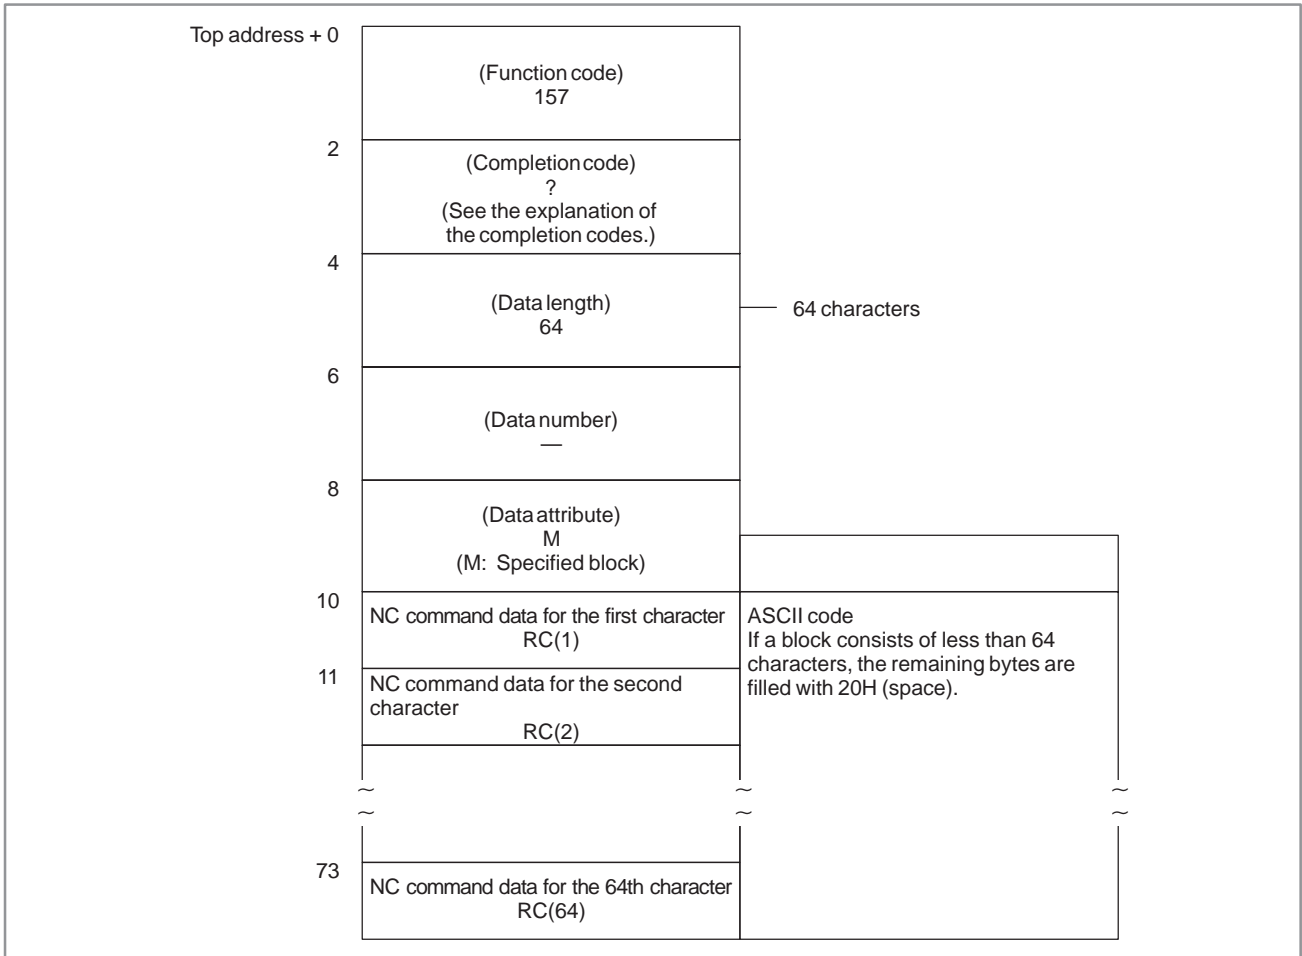 Top address + 0
(Function code)
157
2
(Completion code)
?
(See the explanation of
the completion codes.)
4
(Data length)
64
64 characters
6
(Data number)
—
8
(Data attribute)
M
(M: Specified block)
10
NC command data for the first character
RC(1)
ASCII code
If a block consists of less than 64
characters, the remaining bytes are
filled with 20H (space).
11
NC command data for the second
character
RC(2)
~ ~ ~
~ ~ ~
73
NC command data for the 64th character
RC(64)